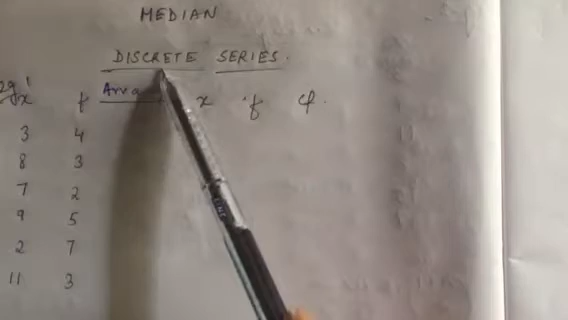 MEDIAN
DISCRETE SERIES.
x f x f cf.
3 4
8 3
7 2
9 5
2 7
11 3